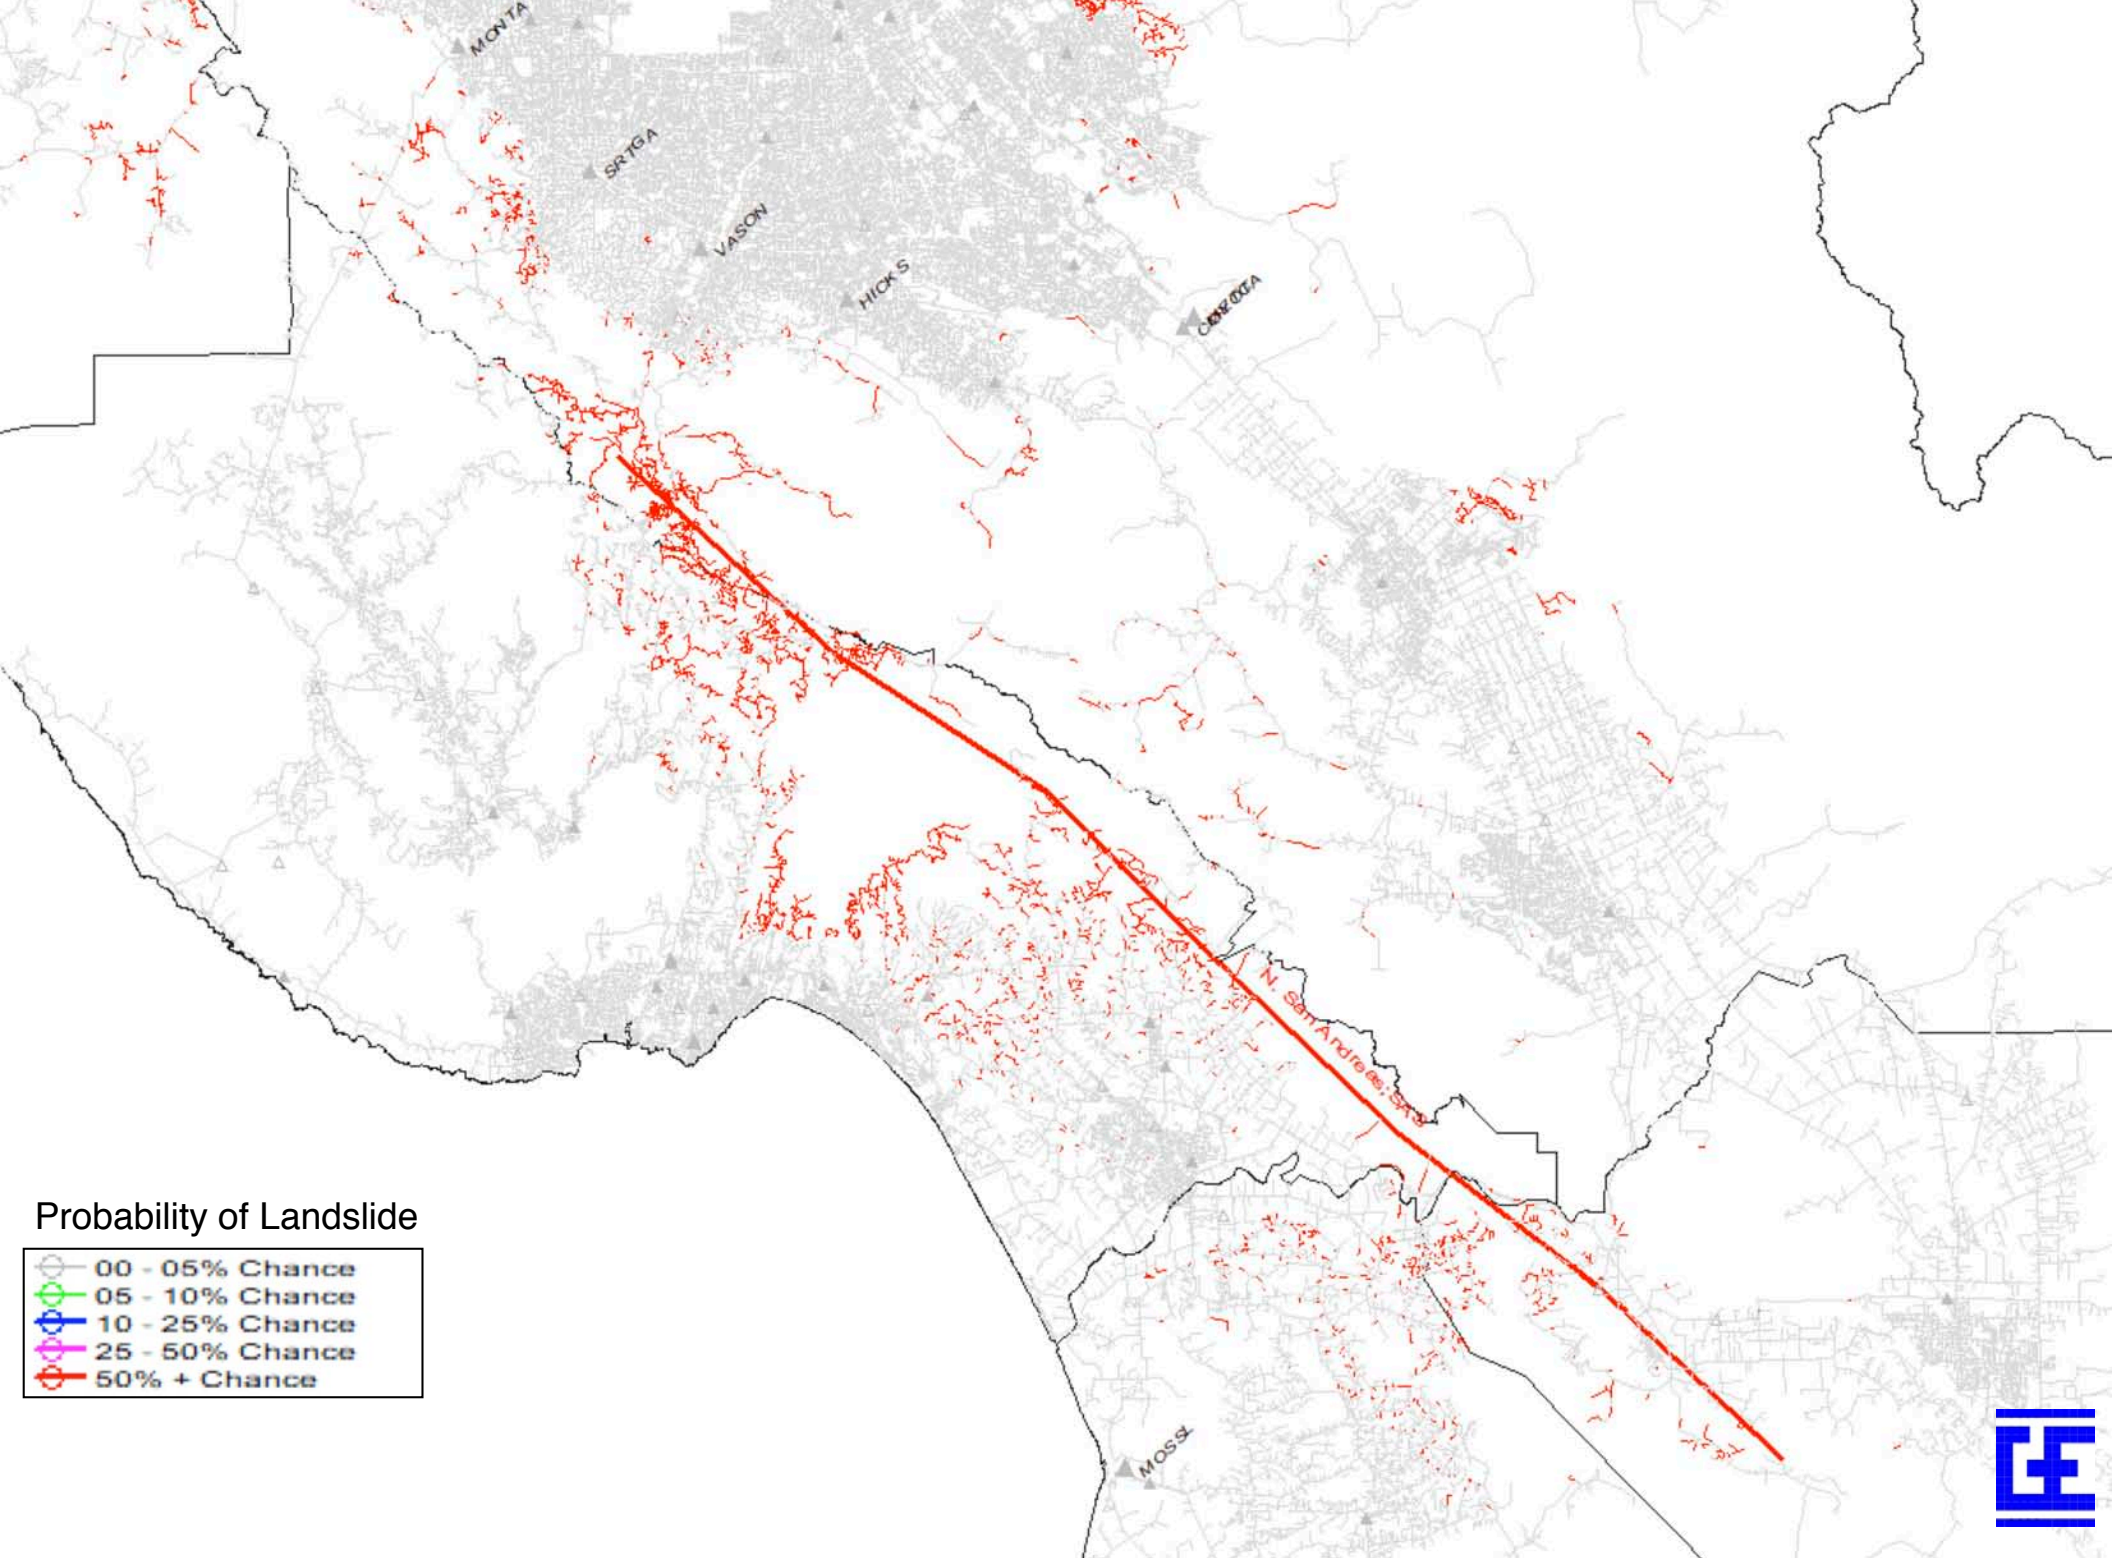 MONTA
SRTGA
VASON
HICKS
N. San Andreas; SAS
Probability of Landslide
00 - 05% Chance
05 - 10% Chance
10 - 25% Chance
25 - 50% Chance
50% + Chance
MOSSL